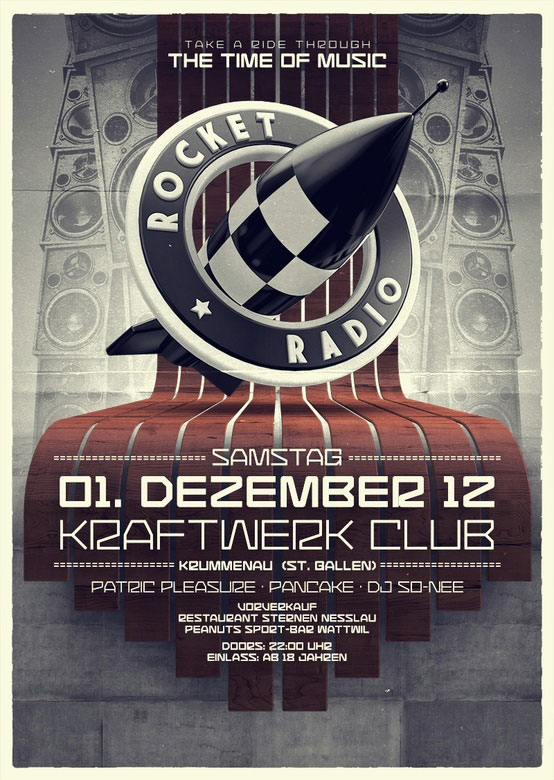 TAKE A RIDE THROUGH
THE TIME OF MUSIC
ROCKET
RADIO
SAMSTAG
01. DEZEMBER 12
KRAFTWERK CLUB
KRUMMENAU (ST. GALLEN)
PATRIC PLEASURE · PANCAKE · DJ SO-NEE
VORVERKAUF
RESTAURANT STERNEN NESSLAU
PEANUTS SPORT-BAR WATTWIL
DOORS: 22:00 UHR
EINLASS: AB 18 JAHREN